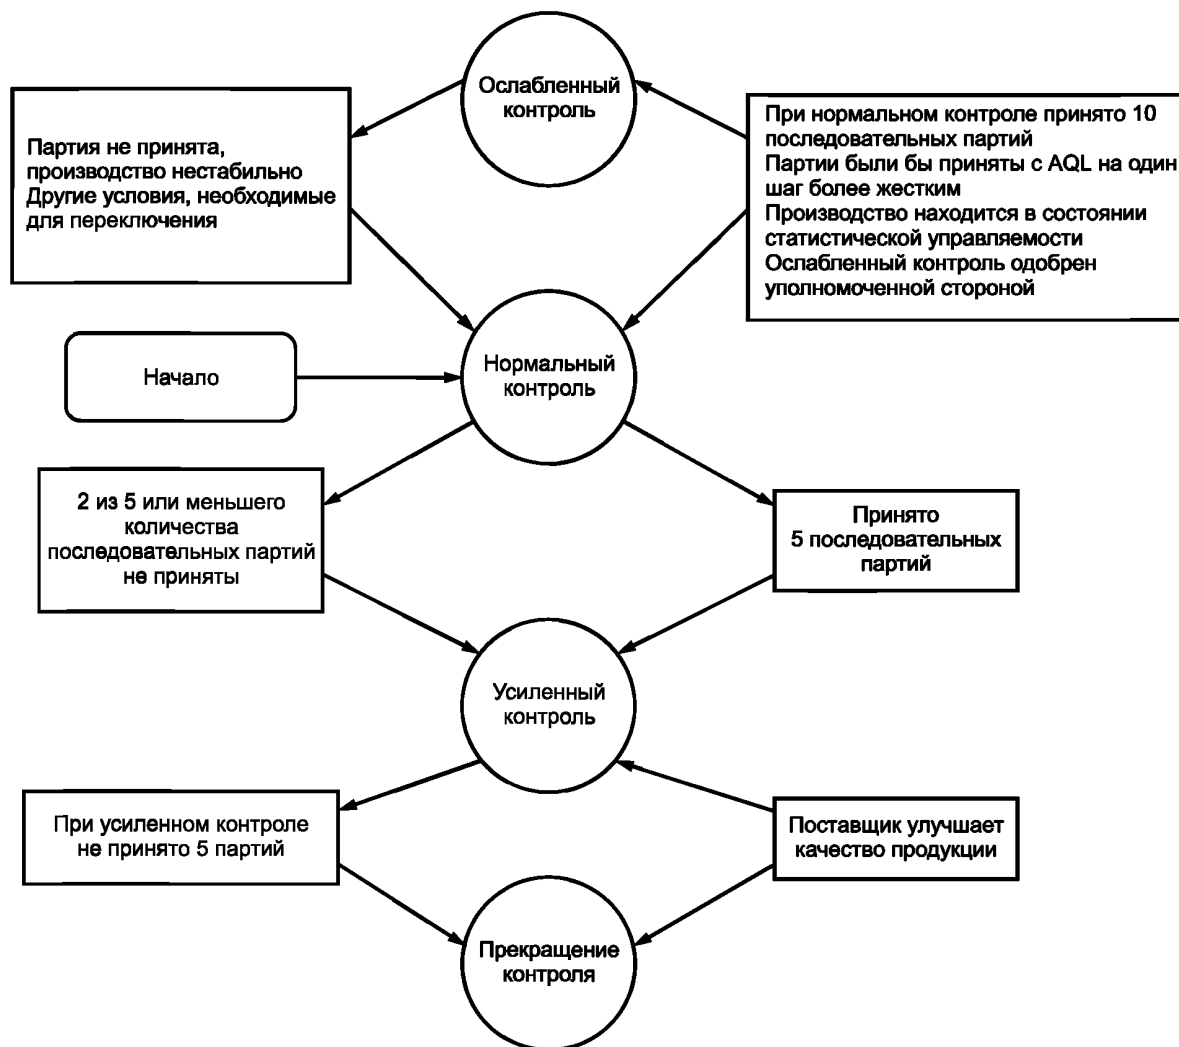 Ослабленный
контроль
Партия не принята,
производство нестабильно
Другие условия, необходимые
для переключения
При нормальном контроле принято 10
последовательных партий
Партии были бы приняты с AQL на один
шаг более жестким
Производство находится в состоянии
статистической управляемости
Ослабленный контроль одобрен
уполномоченной стороной
Начало
Нормальный
контроль
2 из 5 или меньшего
количества
последовательных партий
не приняты
Принято
5 последовательных
партий
Усиленный
контроль
При усиленном контроле
не принято 5 партий
Поставщик улучшает
качество продукции
Прекращение
контроля